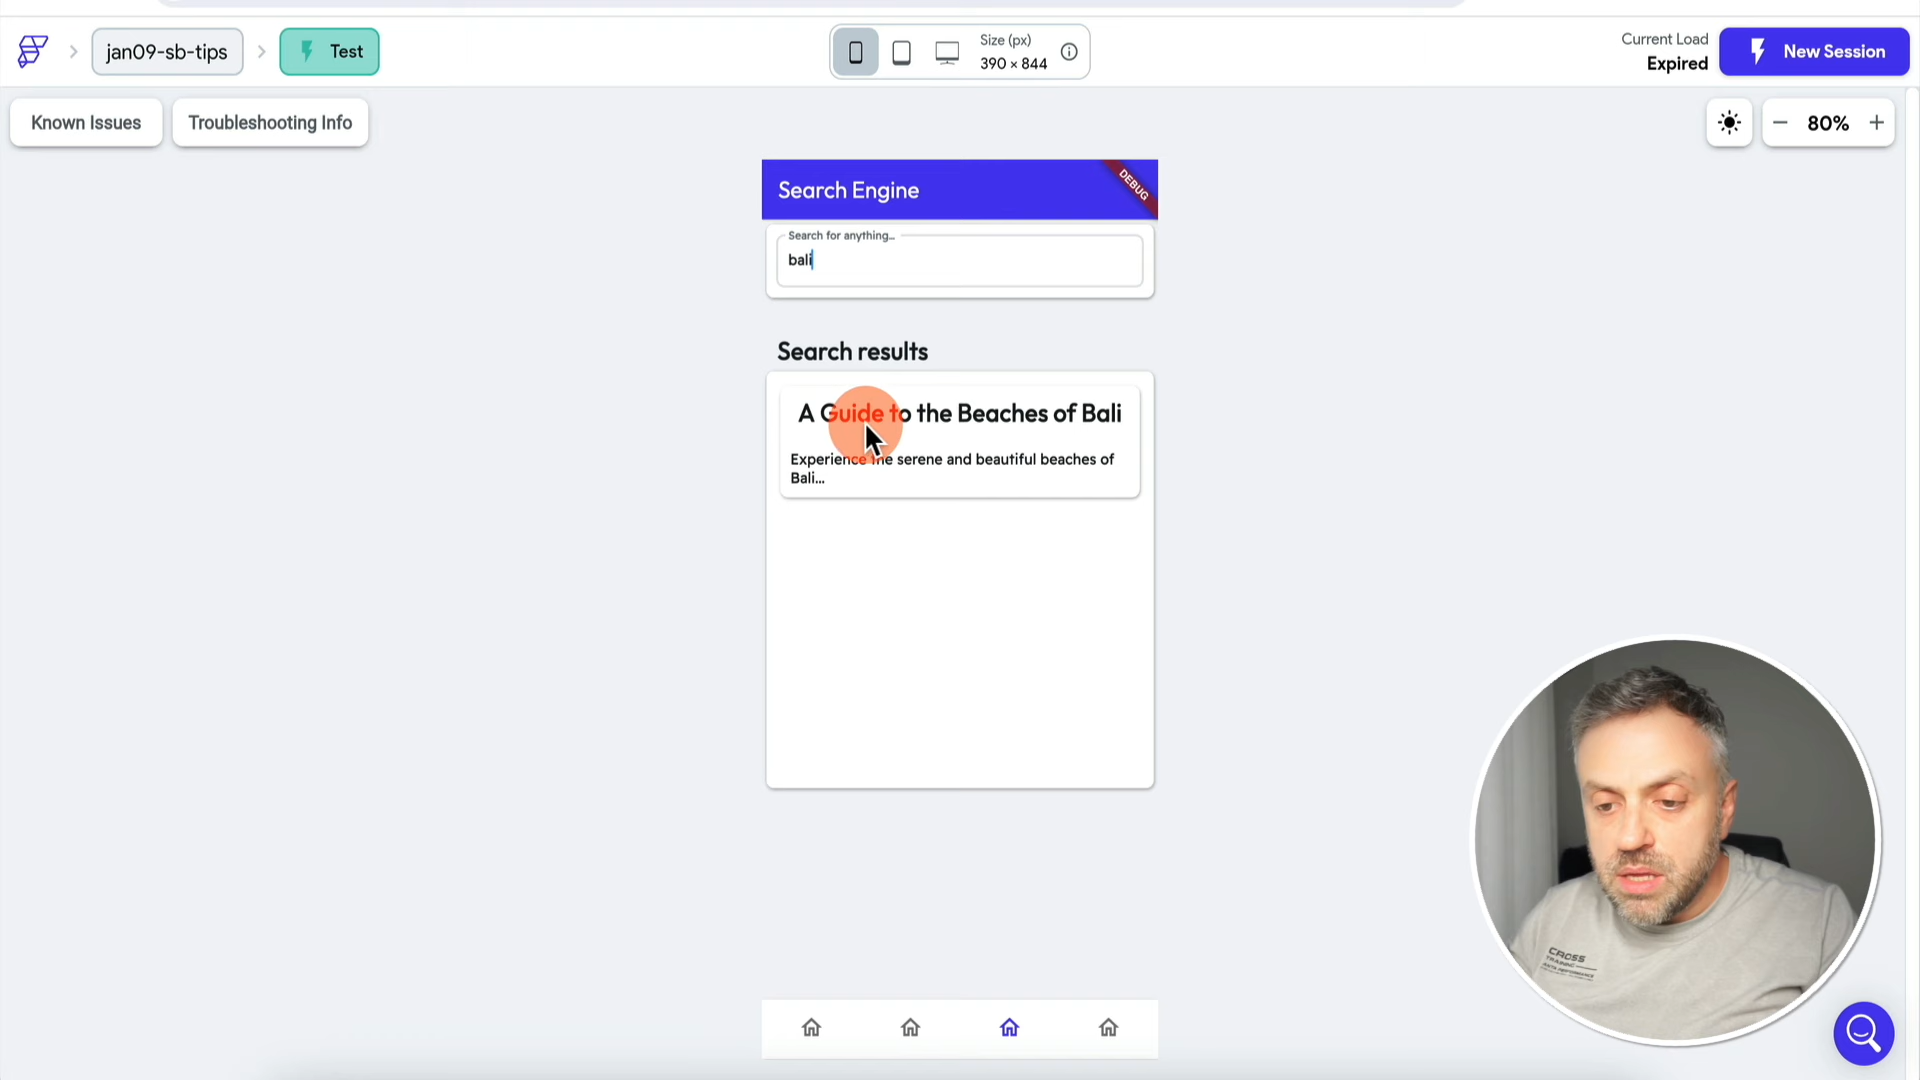 jan09-sb-tips
Test
Size (px)
390 × 844
Current Load
Expired
New Session
Known Issues
Troubleshooting Info
80%
Search Engine
DEBUG
Search for anything...
bali
Search results
A Guide to the Beaches of Bali
Experience the serene and beautiful beaches of
Bali...
CROSS
TRAINING